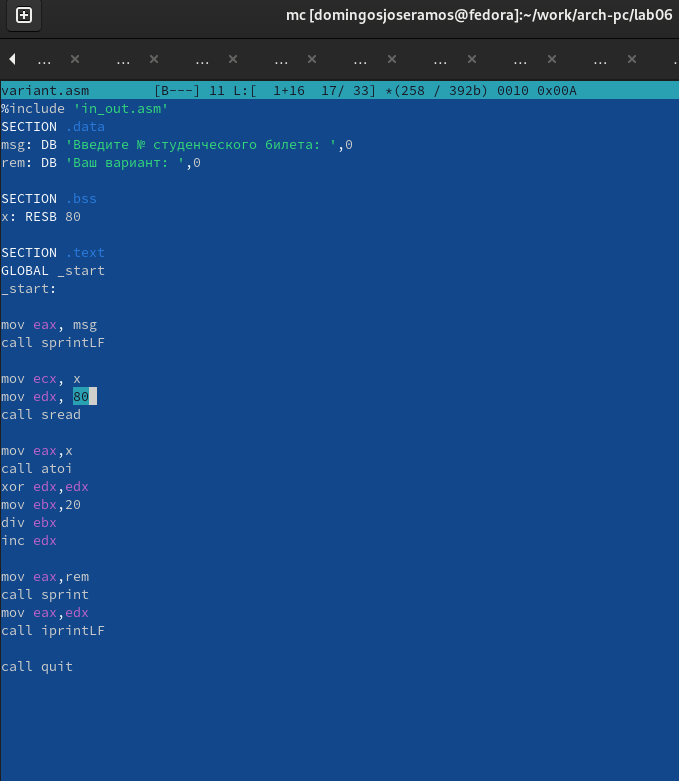 mc [domingosjoseramos@fedora]:~/work/arch-pc/lab06
... × ... × ... × ... × ... × ... × ... × ... × ...
variant.asm [B---] 11 L:[ 1+16 17/ 33] *(258 / 392b) 0010 0x00A
%include 'in_out.asm'
SECTION .data
msg: DB 'Введите № студенческого билета: ',0
rem: DB 'Ваш вариант: ',0
SECTION .bss
x: RESB 80
SECTION .text
GLOBAL _start
_start:
mov eax, msg
call sprintLF
mov ecx, x
mov edx, 80
call sread
mov eax,x
call atoi
xor edx,edx
mov ebx,20
div ebx
inc edx
mov eax,rem
call sprint
mov eax,edx
call iprintLF
call quit